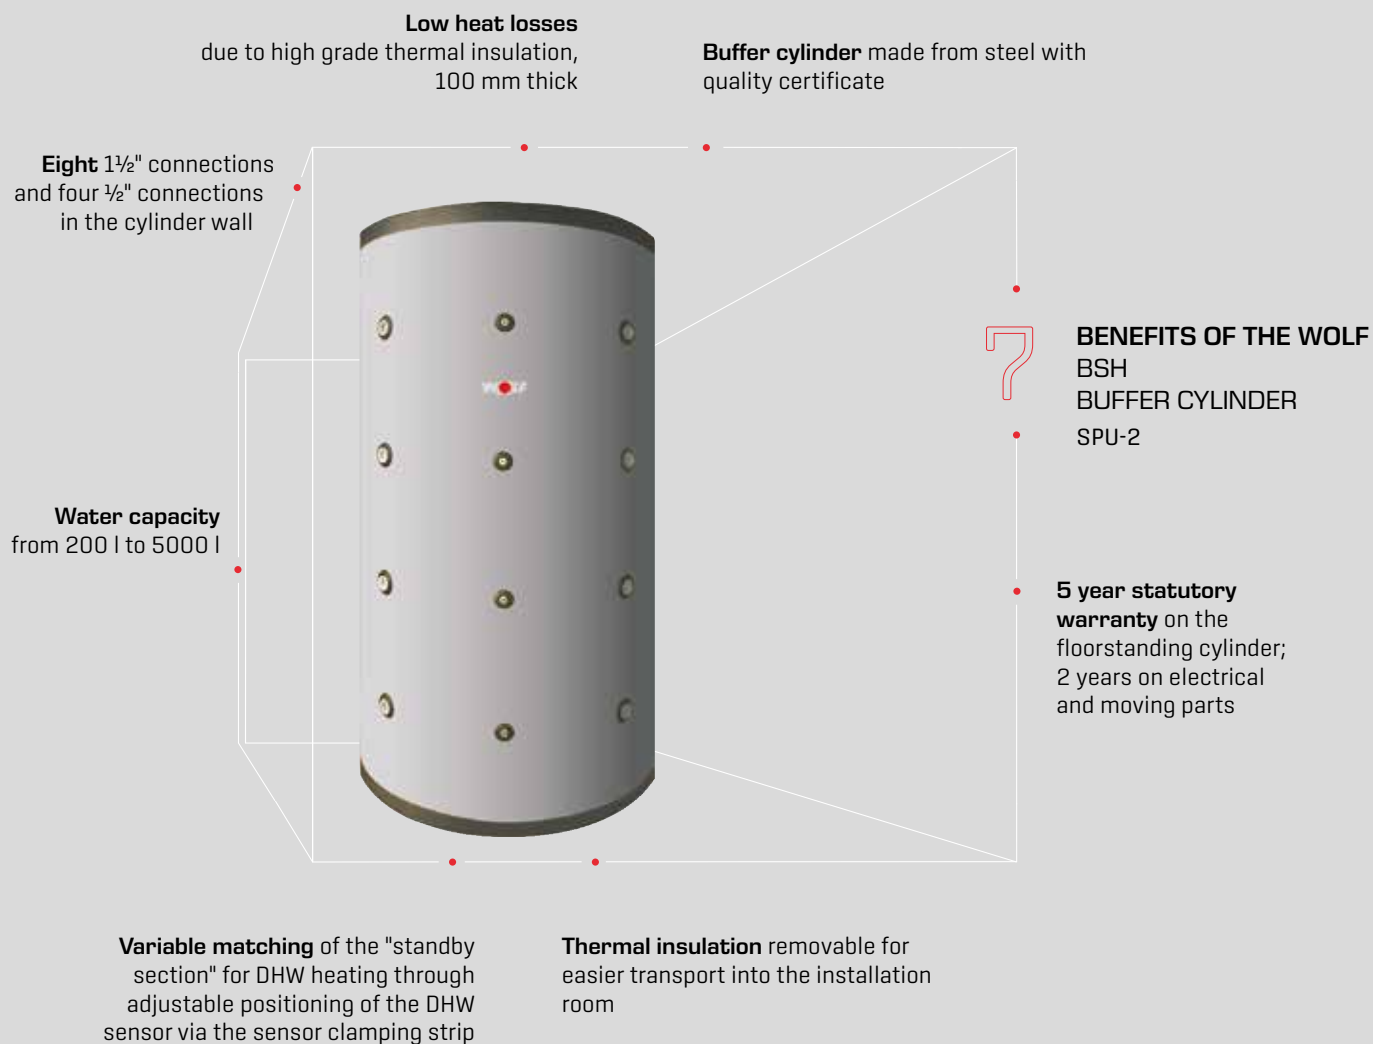 Low heat losses
due to high grade thermal insulation,
100 mm thick
Buffer cylinder made from steel with
quality certificate
Eight 1½" connections
and four ½" connections
in the cylinder wall
7
BENEFITS OF THE WOLF
BSH
BUFFER CYLINDER
SPU-2
Water capacity
from 200 l to 5000 l
5 year statutory
warranty on the
floorstanding cylinder;
2 years on electrical
and moving parts
Variable matching of the "standby
section" for DHW heating through
adjustable positioning of the DHW
sensor via the sensor clamping strip
Thermal insulation removable for
easier transport into the installation
room